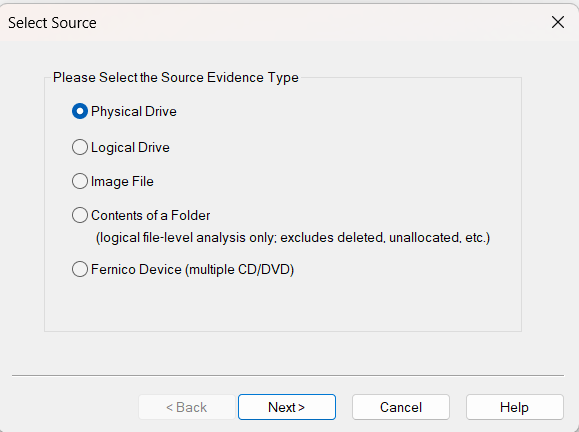 Select Source
Please Select the Source Evidence Type
Physical Drive
Logical Drive
Image File
Contents of a Folder
(logical file-level analysis only; excludes deleted, unallocated, etc.)
Fernico Device (multiple CD/DVD)
< Back Next > Cancel Help